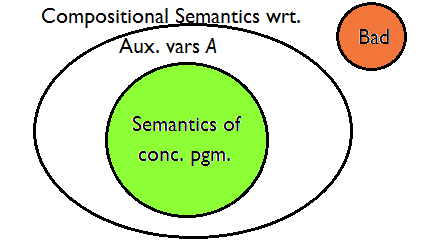 Compositional Semantics wrt.
Aux. vars A
Bad
Semantics of
conc. pgm.